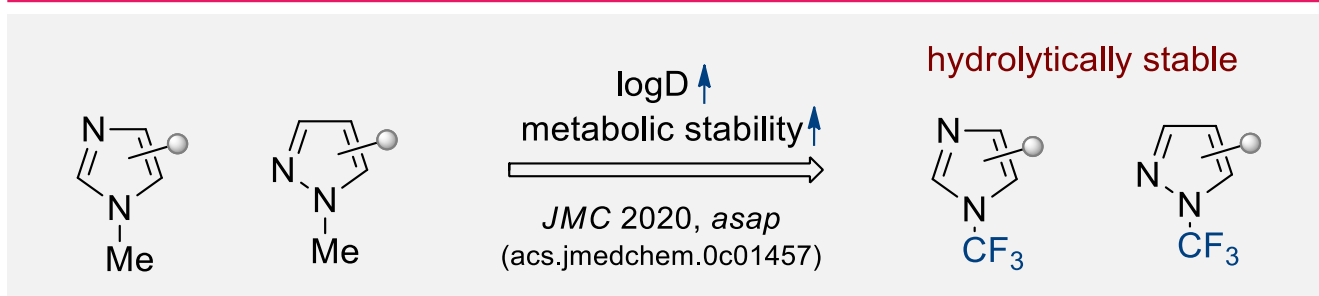 hydrolytically stable
logD
metabolic stability
JMC 2020, asap
(acs.jmedchem.0c01457)
N
N
Me
N
N
Me
N
N
CF3
N
N
CF3